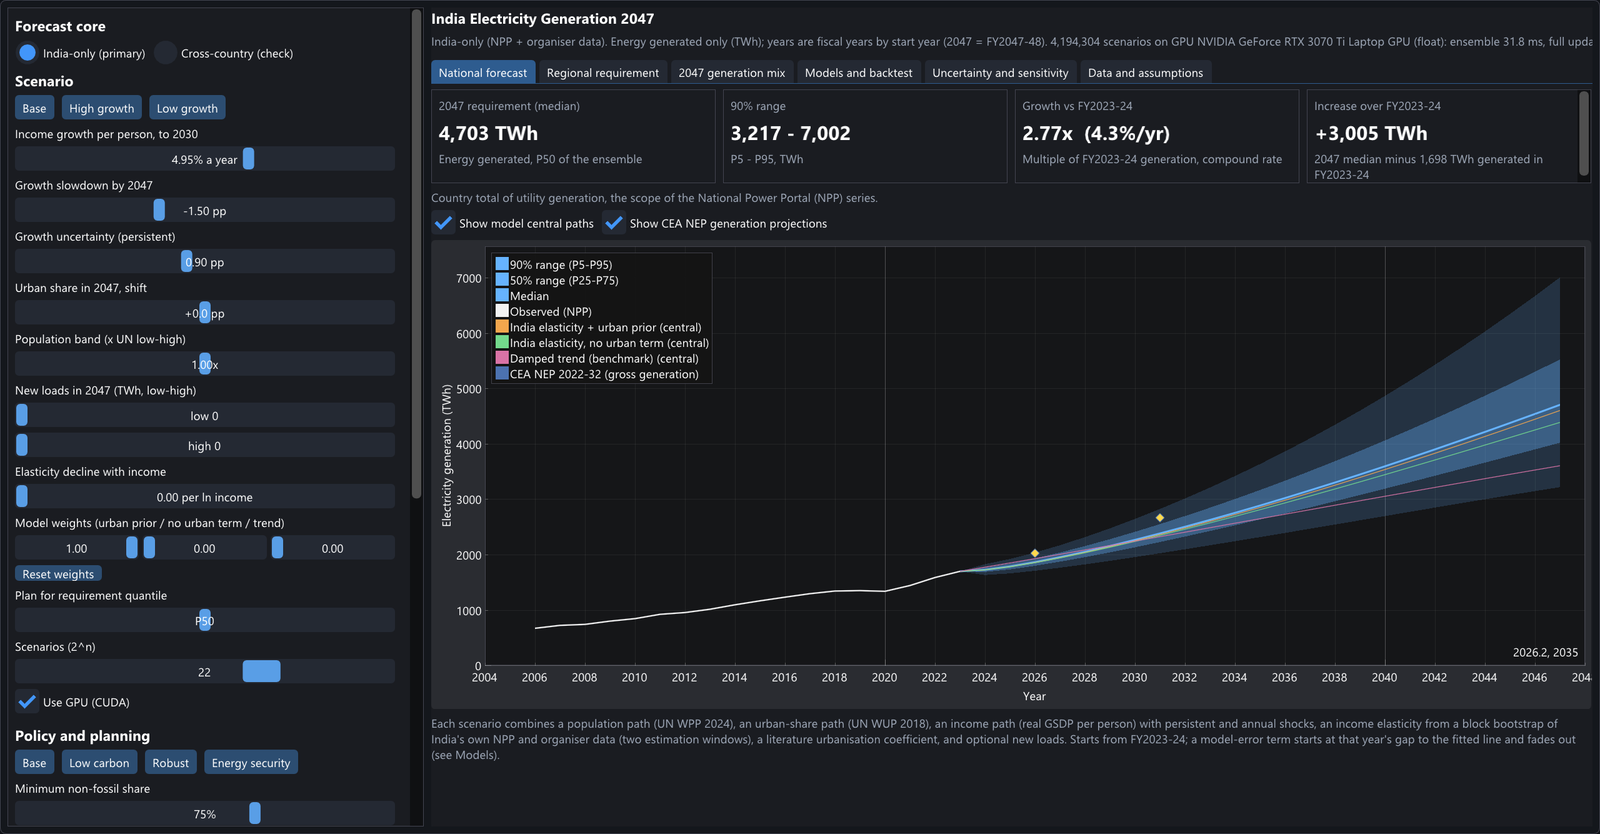 Forecast core
India-only (primary)
Cross-country (check)
Scenario
Base
High growth
Low growth
Income growth per person, to 2030
4.95% a year
Growth slowdown by 2047
-1.50 pp
Growth uncertainty (persistent)
0.90 pp
Urban share in 2047, shift
+0.0 pp
Population band (x UN low-high)
1.00x
New loads in 2047 (TWh, low-high)
low 0
high 0
Elasticity decline with income
0.00 per ln income
Model weights (urban prior / no urban term / trend)
1.00
0.00
0.00
Reset weights
Plan for requirement quantile
P50
Scenarios (2^n)
22
Use GPU (CUDA)
Policy and planning
Base
Low carbon
Robust
Energy security
Minimum non-fossil share
75%
India Electricity Generation 2047
India-only (NPP + organiser data). Energy generated only (TWh); years are fiscal years by start year (2047 = FY2047-48). 4,194,304 scenarios on GPU NVIDIA GeForce RTX 3070 Ti Laptop GPU (float): ensemble 31.8 ms, full upda
National forecast
Regional requirement
2047 generation mix
Models and backtest
Uncertainty and sensitivity
Data and assumptions
2047 requirement (median)
4,703 TWh
Energy generated, P50 of the ensemble
90% range
3,217 - 7,002
P5 - P95, TWh
Growth vs FY2023-24
2.77x (4.3%/yr)
Multiple of FY2023-24 generation, compound rate
Increase over FY2023-24
+3,005 TWh
2047 median minus 1,698 TWh generated in
FY2023-24
Country total of utility generation, the scope of the National Power Portal (NPP) series.
Show model central paths
Show CEA NEP generation projections
90% range (P5-P95)
50% range (P25-P75)
Median
Observed (NPP)
India elasticity + urban prior (central)
India elasticity, no urban term (central)
Damped trend (benchmark) (central)
CEA NEP 2022-32 (gross generation)
Electricity generation (TWh)
7000
6000
5000
4000
3000
2000
1000
0
2026.2, 2035
2004 2006 2008 2010 2012 2014 2016 2018 2020 2022 2024 2026 2028 2030 2032 2034 2036 2038 2040 2042 2044 2046 204
Year
Each scenario combines a population path (UN WPP 2024), an urban-share path (UN WUP 2018), an income path (real GSDP per person) with persistent and annual shocks, an income elasticity from a block bootstrap of
India's own NPP and organiser data (two estimation windows), a literature urbanisation coefficient, and optional new loads. Starts from FY2023-24; a model-error term starts at that year's gap to the fitted line and fades out
(see Models).